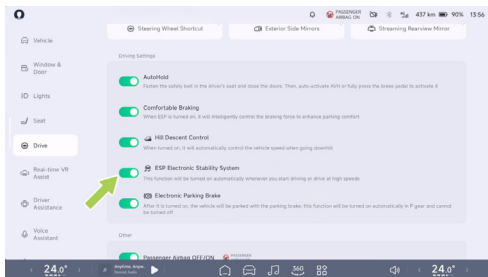 PASSENGER
AIRBAG ON
437 km
90%
13:56
Steering Wheel Shortcut
Exterior Side Mirrors
Streaming Rearview Mirror
Vehicle
Window &
Door
Lights
Seat
Drive
Real-time VR
Assist
Driver
Assistance
Voice
Assistant
Driving Settings
AutoHold
Fasten the safety belt in the driver's seat and close the doors. Then, auto-activate AVH or fully press the brake pedal to activate it
Comfortable Braking
When ESP is turned on, it will intelligently control the braking force to enhance parking comfort
Hill Descent Control
When turned on, it will automatically control the vehicle speed when going downhill
ESP Electronic Stability System
This function will be turned on automatically whenever you start driving or drive at high speeds
Electronic Parking Brake
After it is turned on, the vehicle will be parked with the parking brake, this function will be turned on automatically in P gear and cannot
be turned off
Other
Passenger Airbag OFF/ON
PASSENGER
24.0°
Anytime, Anyw...
360
24.0°